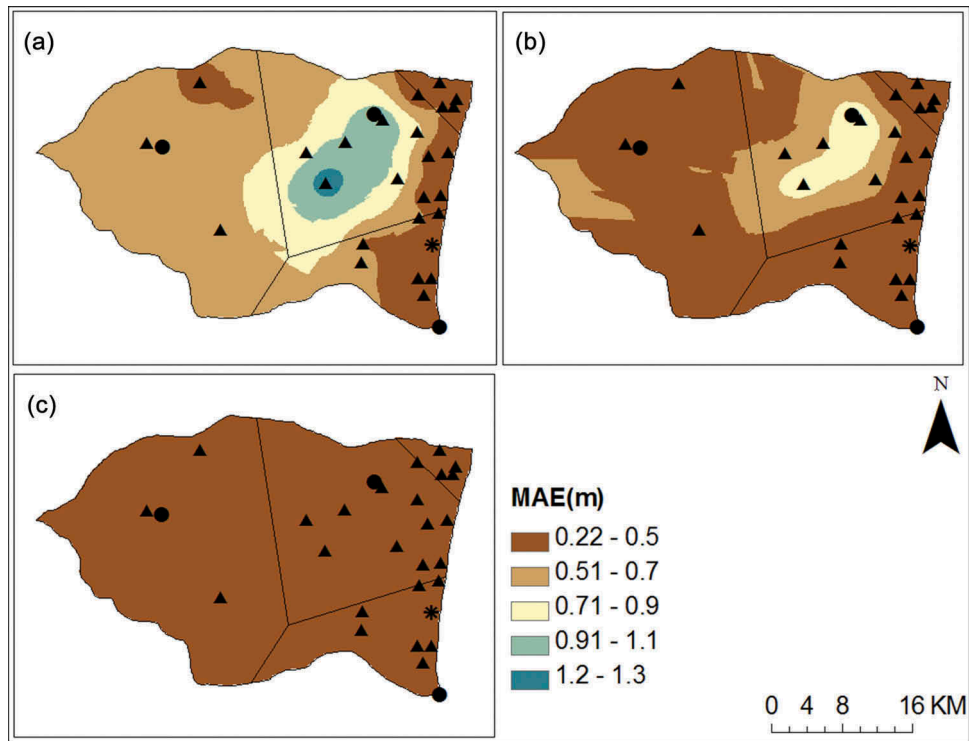 (a)
(b)
(c)
N
MAE(m)
0.22 - 0.5
0.51 - 0.7
0.71 - 0.9
0.91 - 1.1
1.2 - 1.3
0 4 8 16 KM